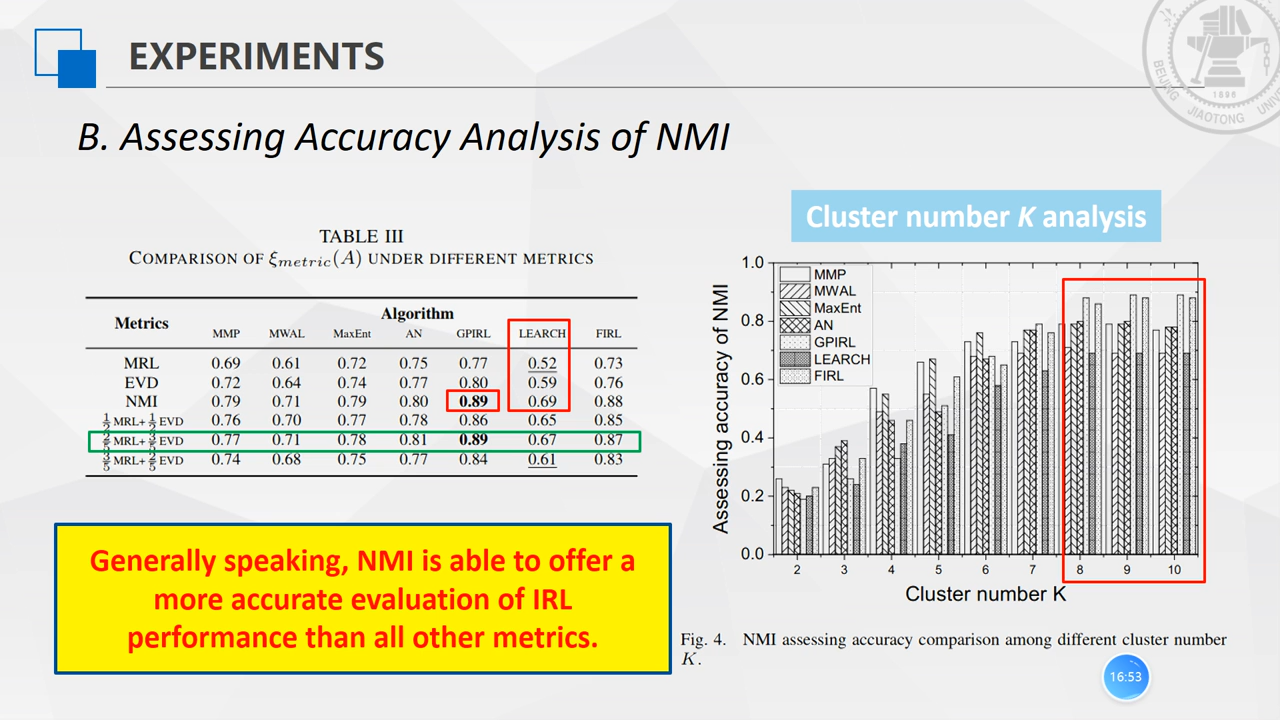 EXPERIMENTS
BEIJING JIAOTONG UNIV
1896
B. Assessing Accuracy Analysis of NMI
TABLE III
COMPARISON OF ξmetric(A) UNDER DIFFERENT METRICS
Metrics Algorithm
MMP MWAL MaxEnt AN GPIRL LEARCH FIRL
MRL 0.69 0.61 0.72 0.75 0.77 0.52 0.73
EVD 0.72 0.64 0.74 0.77 0.80 0.59 0.76
NMI 0.79 0.71 0.79 0.80 0.89 0.69 0.88
1/2 MRL+ 1/2 EVD 0.76 0.70 0.77 0.78 0.86 0.65 0.85
MRL+ EVD 0.77 0.71 0.78 0.81 0.89 0.67 0.87
MRL+ EVD 0.74 0.68 0.75 0.77 0.84 0.61 0.83
Generally speaking, NMI is able to offer a
more accurate evaluation of IRL
performance than all other metrics.
Cluster number K analysis
Assessing accuracy of NMI
1.0
0.8
0.6
0.4
0.2
0.0
MMP
MWAL
MaxEnt
AN
GPIRL
LEARCH
FIRL
2 3 4 5 6 7 8 9 10
Cluster number K
Fig. 4. NMI assessing accuracy comparison among different cluster number
K.
16:53